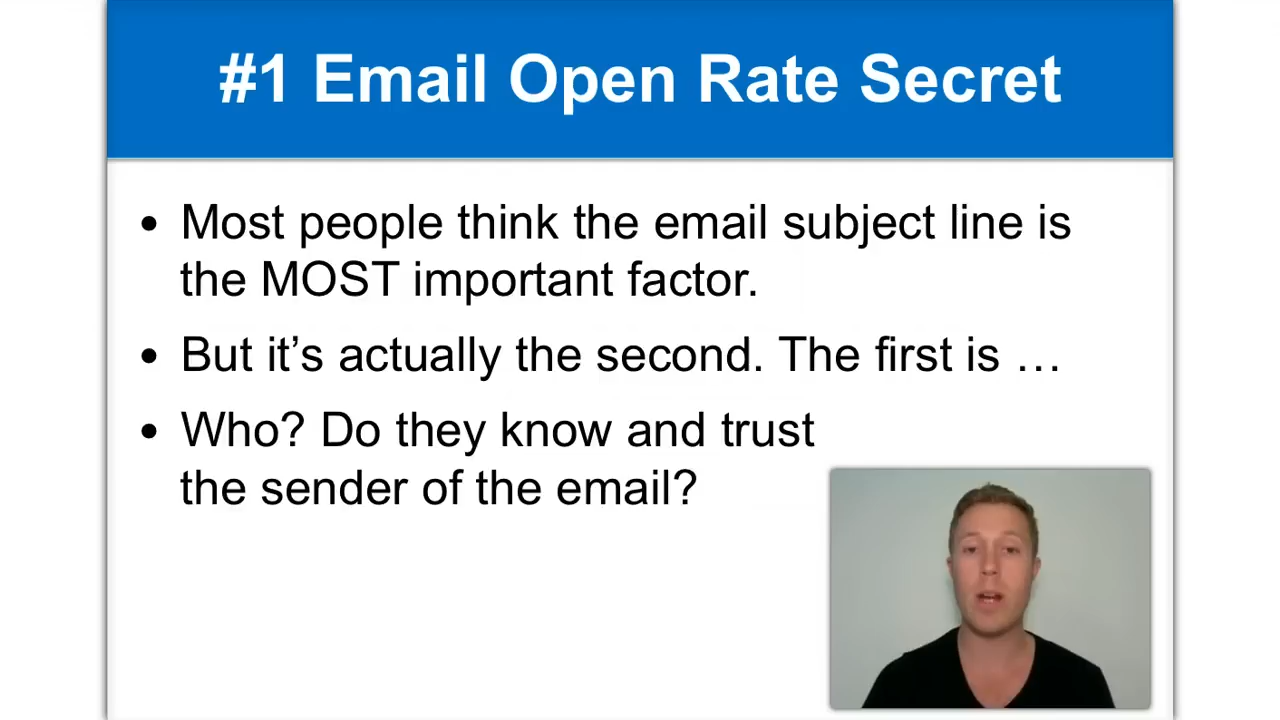 #1 Email Open Rate Secret
• Most people think the email subject line is
the MOST important factor.
• But it’s actually the second. The first is …
• Who? Do they know and trust
the sender of the email?